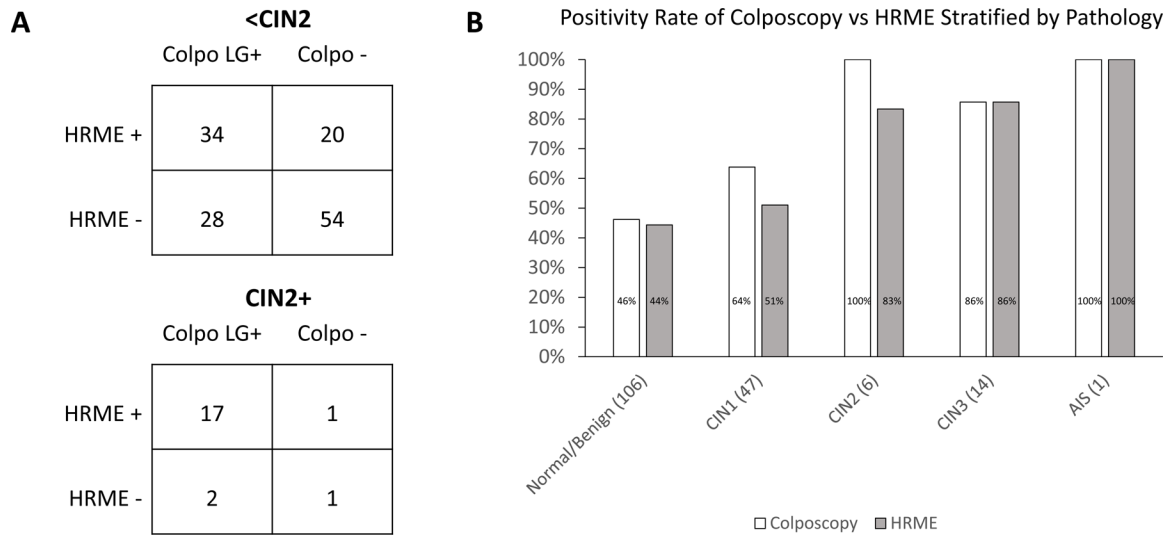 A
<CIN2
Colpo LG+ Colpo -
HRME + 34 20
HRME - 28 54
CIN2+
Colpo LG+ Colpo -
HRME + 17 1
HRME - 2 1
B
Positivity Rate of Colposcopy vs HRME Stratified by Pathology
100%
90%
80%
70%
60%
50%
40%
30%
20%
10%
0%
46% 44% 64% 51% 100% 83% 86% 86% 100% 100%
Normal/Benign (106)
CIN1 (47)
CIN2 (6)
CIN3 (14)
AIS (1)
Colposcopy HRME